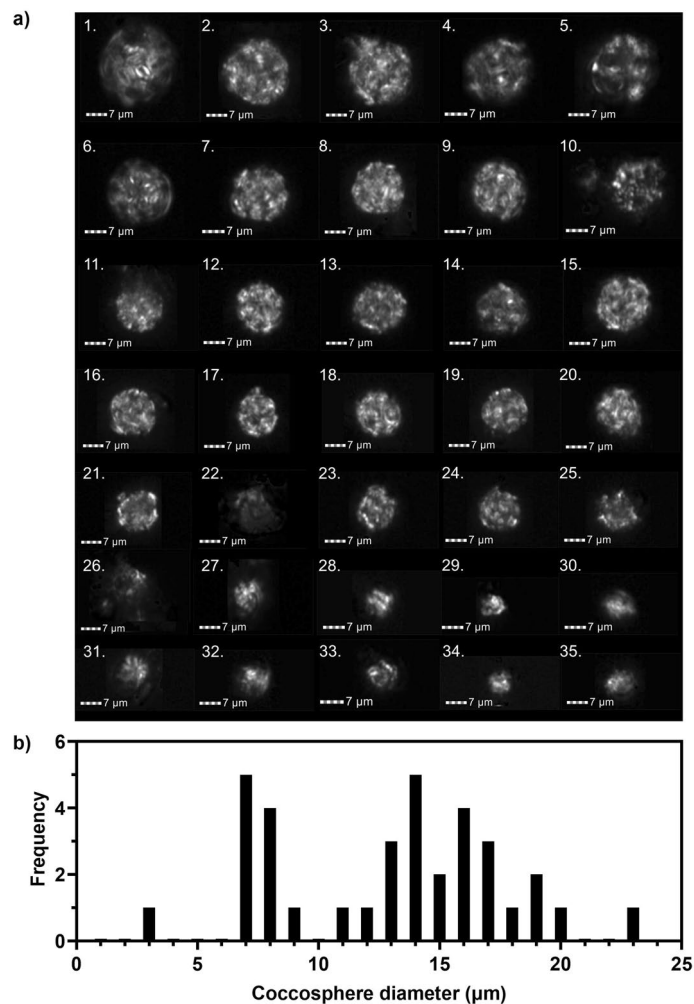 a)
1. 2. 3. 4. 5.
7 µm 7 µm 7 µm 7 µm 7 µm
6. 7. 8. 9. 10.
7 µm 7 µm 7 µm 7 µm 7 µm
11. 12. 13. 14. 15.
7 µm 7 µm 7 µm 7 µm 7 µm
16. 17. 18. 19. 20.
7 µm 7 µm 7 µm 7 µm 7 µm
21. 22. 23. 24. 25.
7 µm 7 µm 7 µm 7 µm 7 µm
26. 27. 28. 29. 30.
7 µm 7 µm 7 µm 7 µm 7 µm
31. 32. 33. 34. 35.
7 µm 7 µm 7 µm 7 µm 7 µm
b)
6
4
2
0
Frequency
0 5 10 15 20 25
Coccosphere diameter (µm)